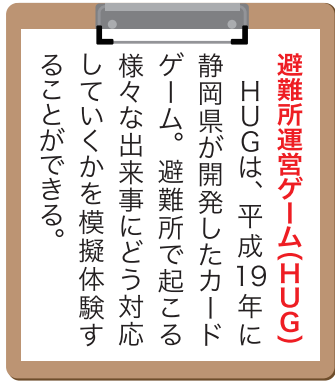 避難所運営ゲーム(HUG)
HUGは、平成19年に
静岡県が開発したカード
ゲーム。避難所で起こる
様々な出来事にどう対応
していくかを模擬体験す
ることができる。